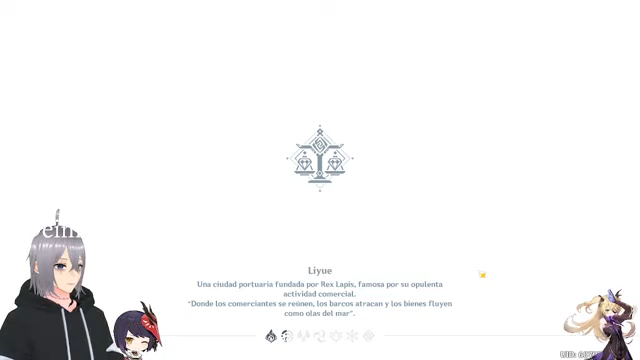 Liyue
Una ciudad portuaria fundada por Rex Lapis, famosa por su opulenta
actividad comercial.
"Donde los comerciantes se reúnen, los barcos atracan y los bienes fluyen
como olas del mar".
UID: